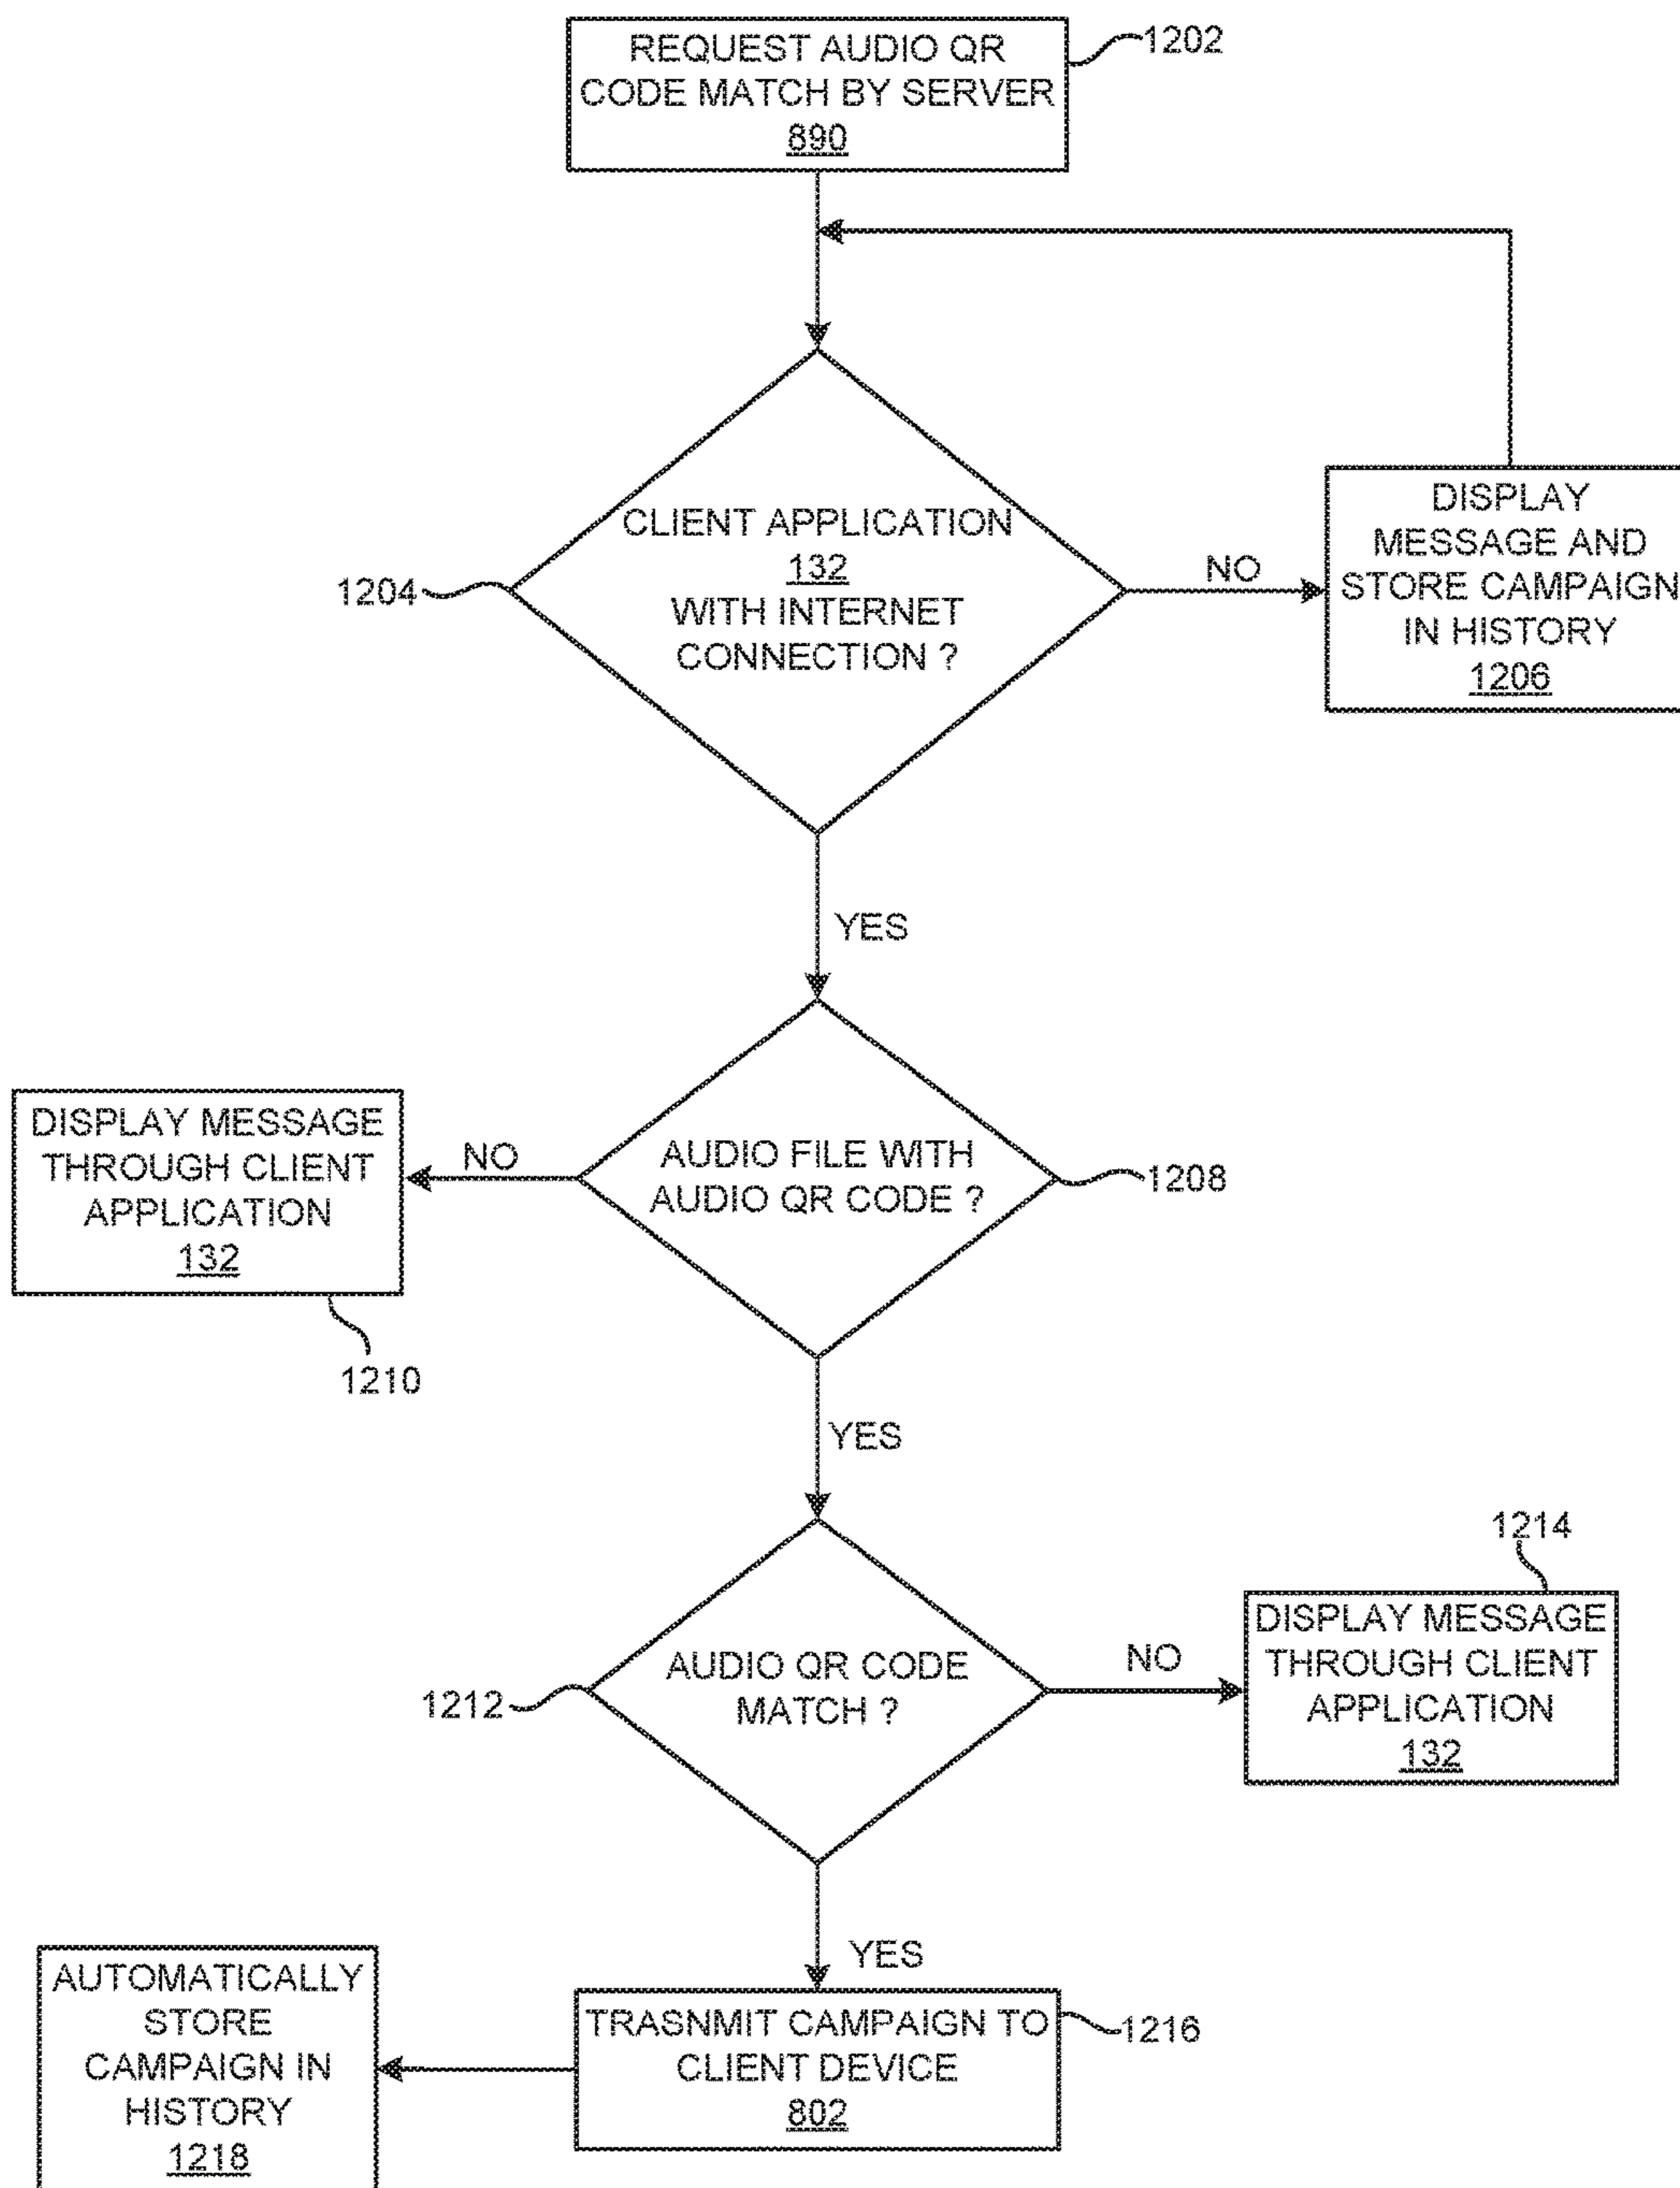 REQUEST AUDIO QR
CODE MATCH BY SERVER
890
1202
CLIENT APPLICATION
132
WITH INTERNET
CONNECTION ?
1204
NO
DISPLAY
MESSAGE AND
STORE CAMPAIGN
IN HISTORY
1206
YES
AUDIO FILE WITH
AUDIO QR CODE ?
1208
NO
DISPLAY MESSAGE
THROUGH CLIENT
APPLICATION
132
1210
YES
AUDIO QR CODE
MATCH ?
1212
NO
1214
DISPLAY MESSAGE
THROUGH CLIENT
APPLICATION
132
YES
TRASNMIT CAMPAIGN TO
CLIENT DEVICE
802
1216
AUTOMATICALLY
STORE
CAMPAIGN IN
HISTORY
1218